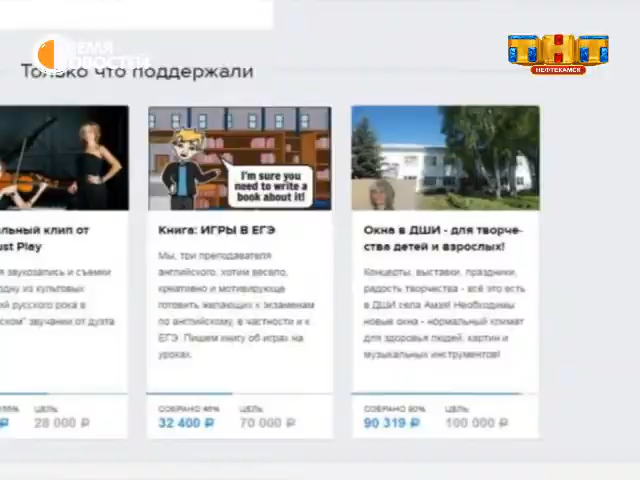 ВРЕМЯ
НОВОСТЕЙ
ТНТ
НЕФТЕКАМСК
Только что поддержали
I'm sure you
need to write a
book about it!
льный клип от
ust Play
я звукозапись и съемки
одну из культовых
ей русского рока в
ском" звучании от дуэта
ЦЕЛЬ
28 000 ₽
Книга: ИГРЫ В ЕГЭ
Мы, три преподавателя
английского, хотим весело,
креативно и мотивирующе
готовить желающих к экзаменам
по английскому, в частности и к
ЕГЭ. Пишем книгу об играх на
уроках.
СОБРАНО 46%
ЦЕЛЬ
32 400 ₽
70 000 ₽
Окна в ДШИ - для творче-
ства детей и взрослых!
Концерты, выставки, праздники,
радость творчества - всё это есть
в ДШИ села Амзя! Необходимы
новые окна - нормальный климат
для здоровья людей, картин и
музыкальных инструментов!
СОБРАНО 90%
ЦЕЛЬ
90 319 ₽
100 000 ₽